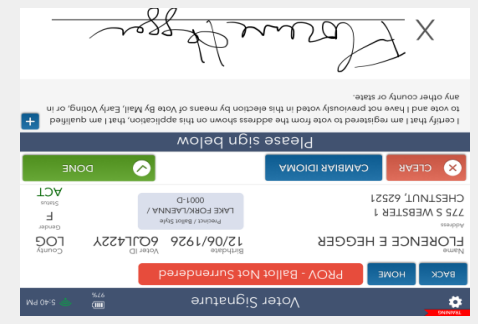 TRAINING
Voter Signature
97%
5:40 PM
BACK
HOME
PROV - Ballot Not Surrendered
Name
FLORENCE E HEGGER
Birthdate
12/09/1926
Voter ID
6QJL422Y
County
LOG
Address
775 S WEBSTER 1
CHESTNUT, 62521
Precinct / Ballot Style
LAKE FORK/LAENNA /
D-0001
Gender
F
Status
ACT
CLEAR
CAMBIAR IDIOMA
DONE
Please sign below
I certify that I am registered to vote from the address shown on this application, that I am qualified
to vote and I have not previously voted in this election by means of Vote By Mail, Early Voting, or in
any other county or state.
X